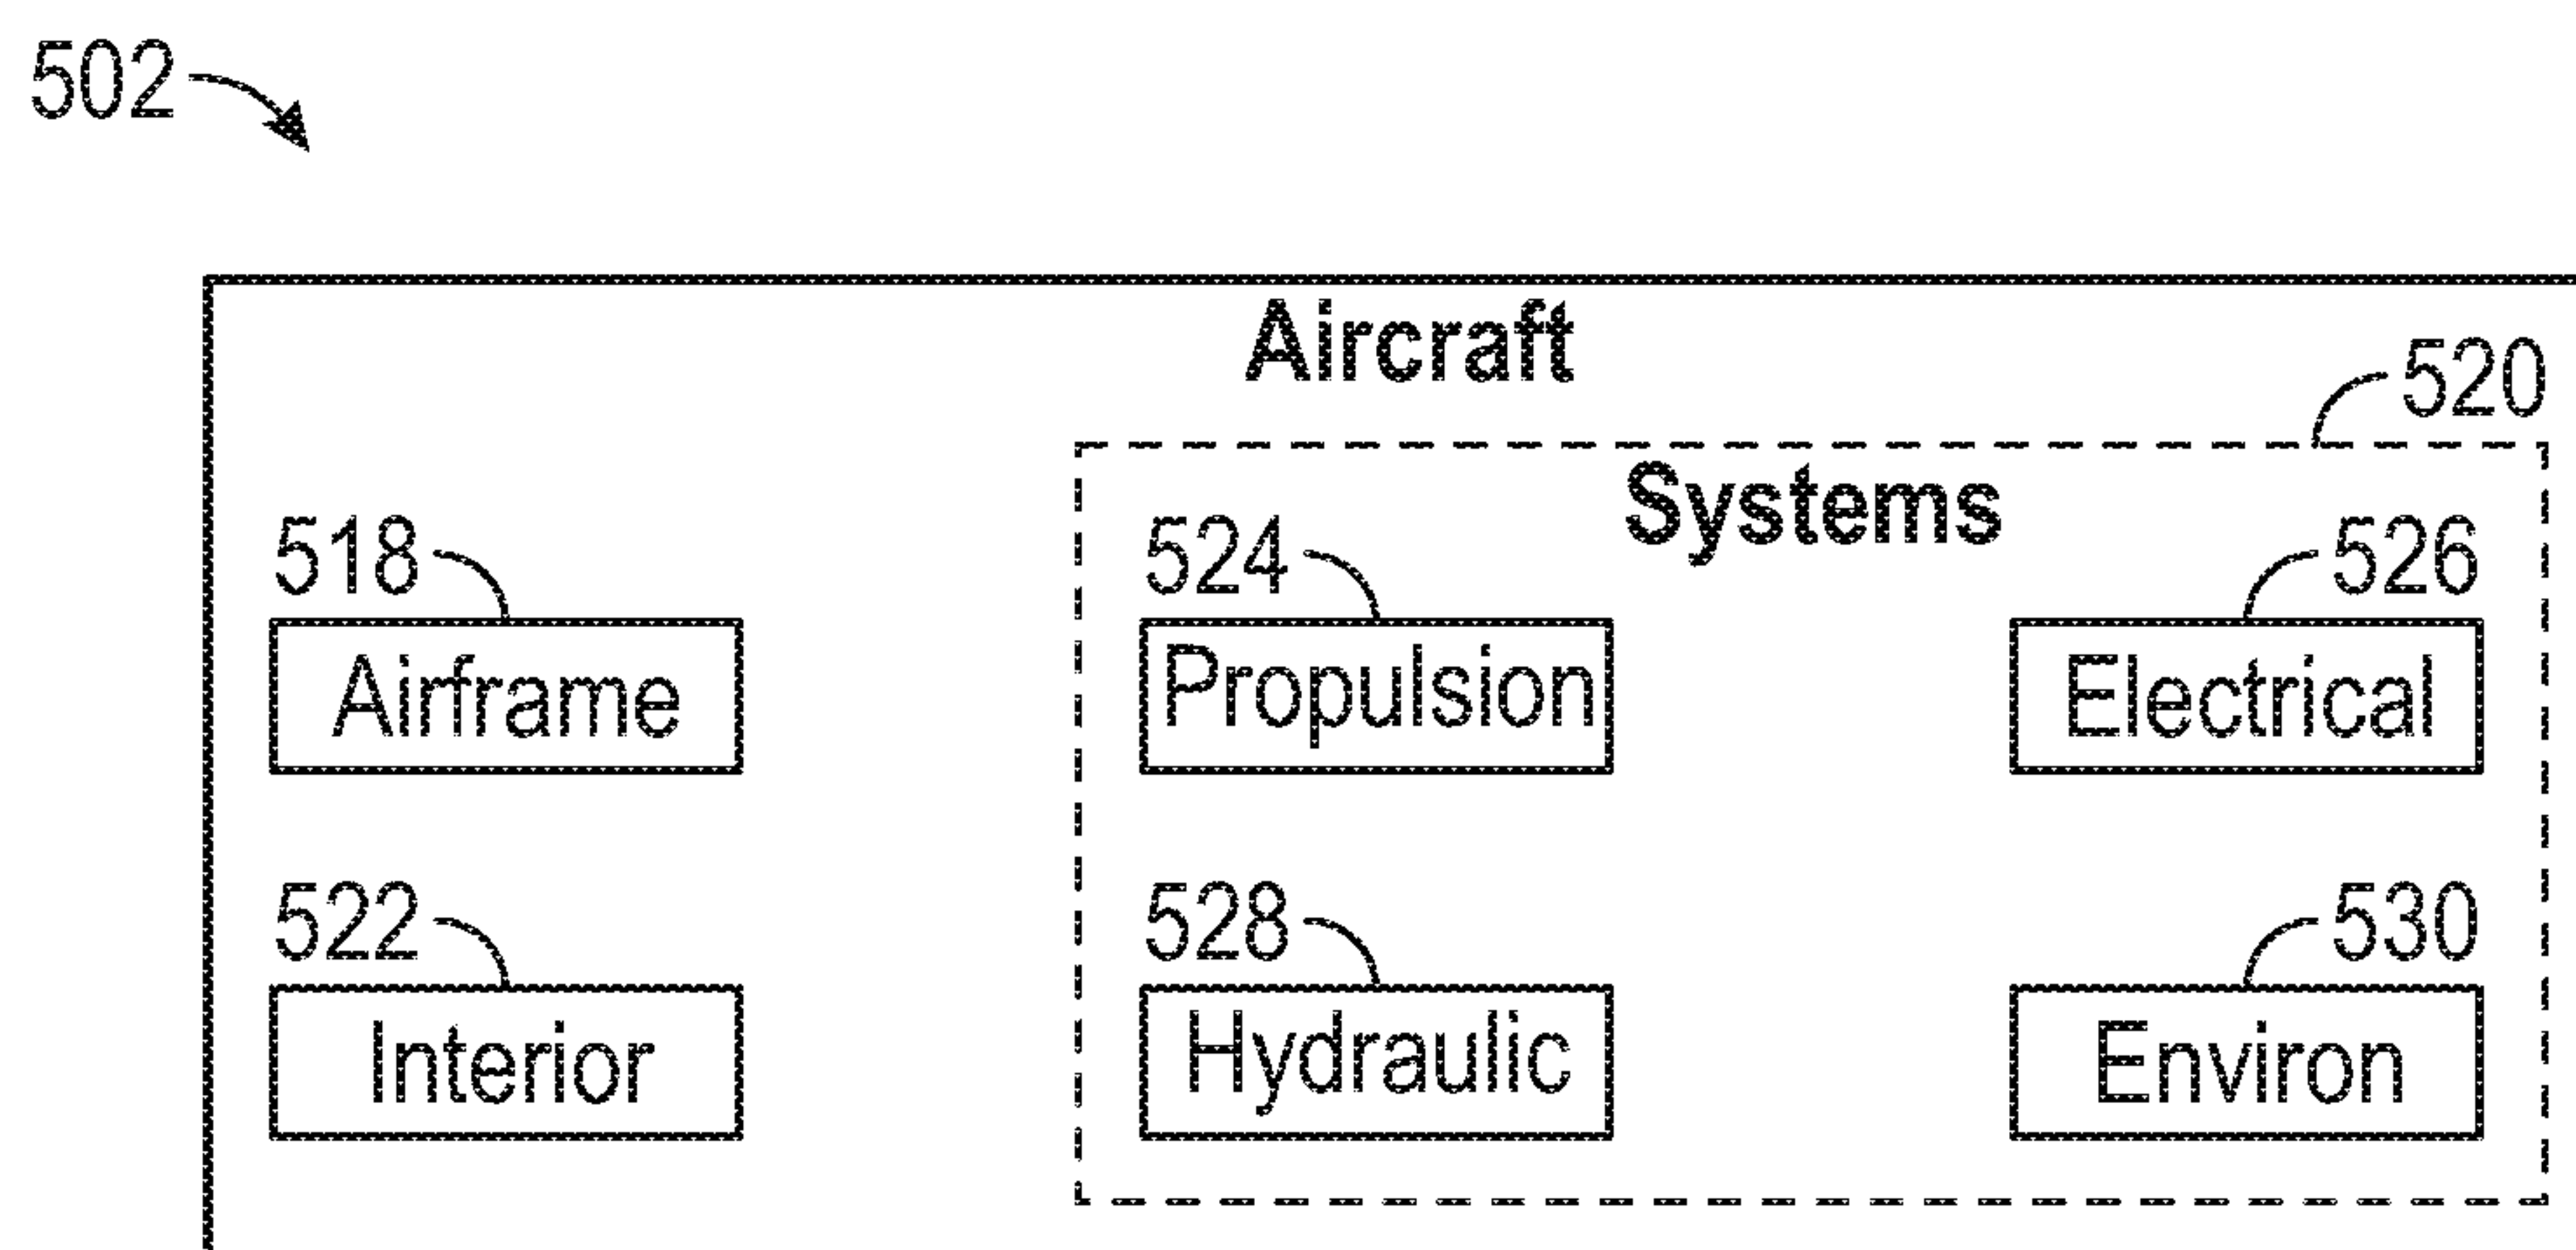 502
Aircraft
520
Systems
518
524
526
Airframe
Propulsion
Electrical
522
528
530
Interior
Hydraulic
Environ